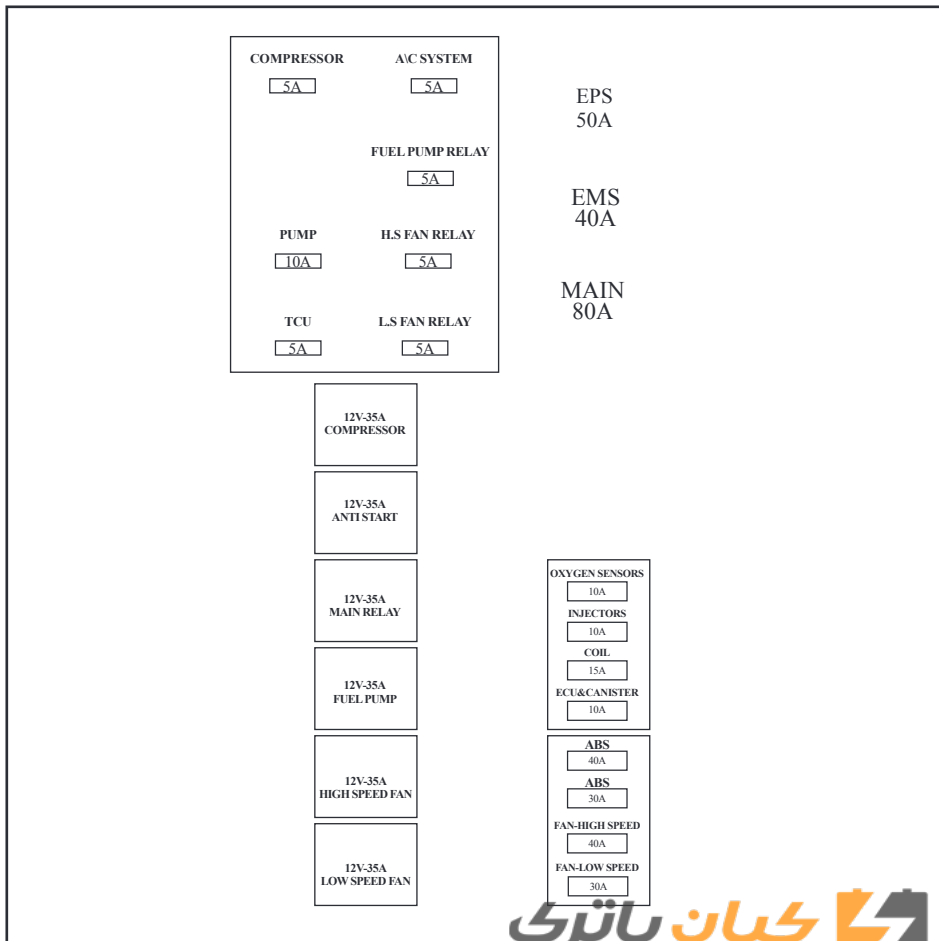 COMPRESSOR
5A
A\C SYSTEM
5A
FUEL PUMP RELAY
5A
PUMP
10A
H.S FAN RELAY
5A
TCU
5A
L.S FAN RELAY
5A
EPS
50A
EMS
40A
MAIN
80A
12V-35A
COMPRESSOR
12V-35A
ANTI START
12V-35A
MAIN RELAY
12V-35A
FUEL PUMP
12V-35A
HIGH SPEED FAN
12V-35A
LOW SPEED FAN
OXYGEN SENSORS
10A
INJECTORS
10A
COIL
15A
ECU&CANISTER
10A
ABS
40A
ABS
30A
FAN-HIGH SPEED
40A
FAN-LOW SPEED
30A
کیان باتری